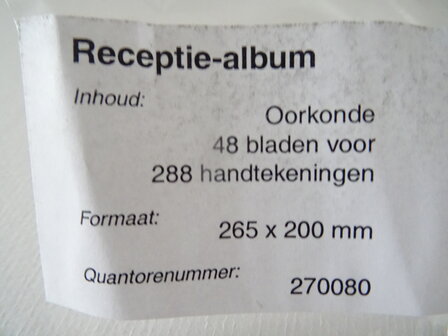 Receptie-album
Inhoud:
Oorkonde
48 bladen voor
288 handtekeningen
Formaat: 265 x 200 mm
Quantorenummer: 270080